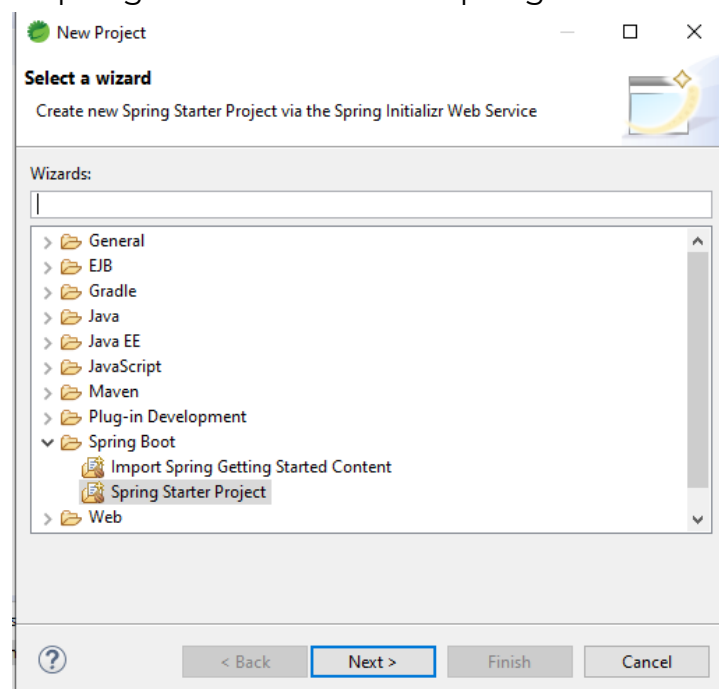 New Project
Select a wizard
Create new Spring Starter Project via the Spring Initializr Web Service
Wizards:
General
EJB
Gradle
Java
Java EE
JavaScript
Maven
Plug-in Development
Spring Boot
Import Spring Getting Started Content
Spring Starter Project
Web
< Back Next > Finish Cancel